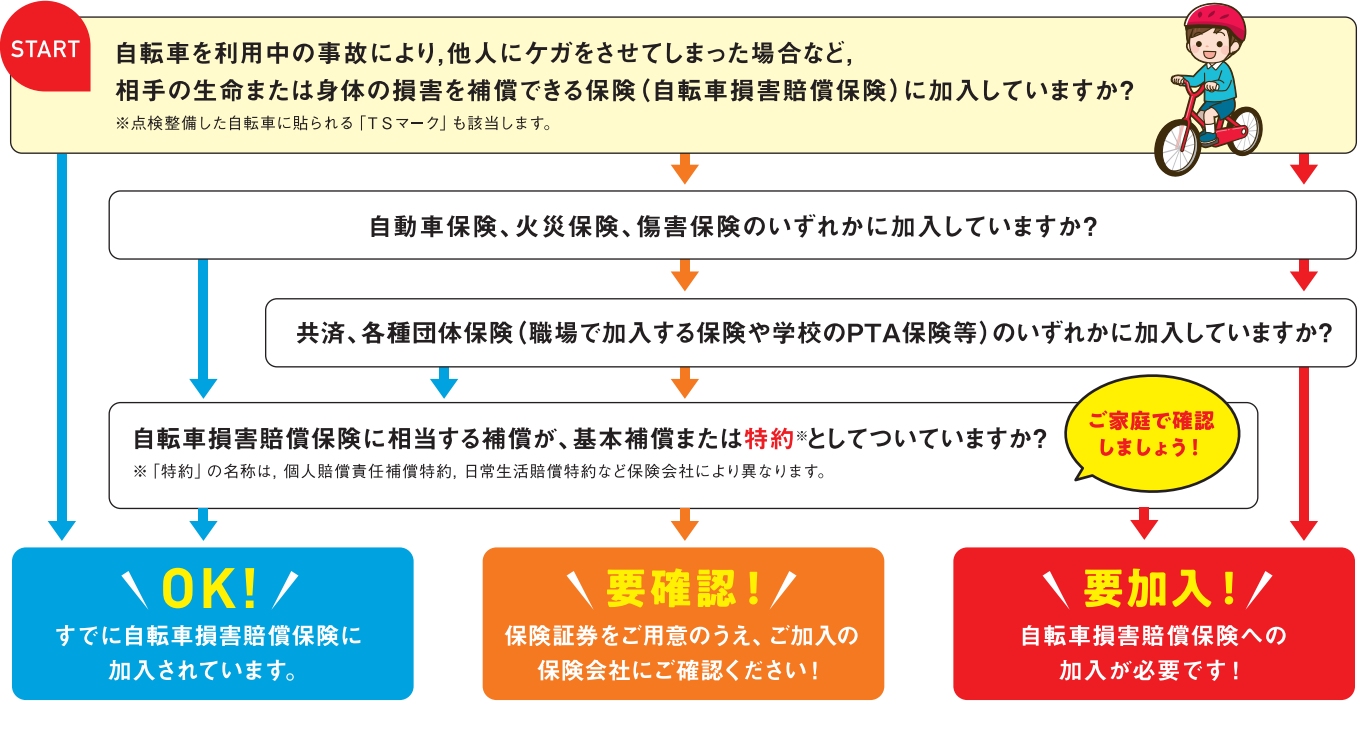 START
自転車を利用中の事故により,他人にケガをさせてしまった場合など,
相手の生命または身体の損害を補償できる保険(自転車損害賠償保険)に加入していますか?
※点検整備した自転車に貼られる「TSマーク」も該当します。
自動車保険、火災保険、傷害保険のいずれかに加入していますか?
共済、各種団体保険(職場で加入する保険や学校のPTA保険等)のいずれかに加入していますか?
自転車損害賠償保険に相当する補償が、基本補償または特約※としてついていますか?
※「特約」の名称は,個人賠償責任補償特約,日常生活賠償特約など保険会社により異なります。
ご家庭で確認
しましょう!
OK!
すでに自転車損害賠償保険に
加入されています。
要確認!
保険証券をご用意のうえ、ご加入の
保険会社にご確認ください!
要加入!
自転車損害賠償保険への
加入が必要です!